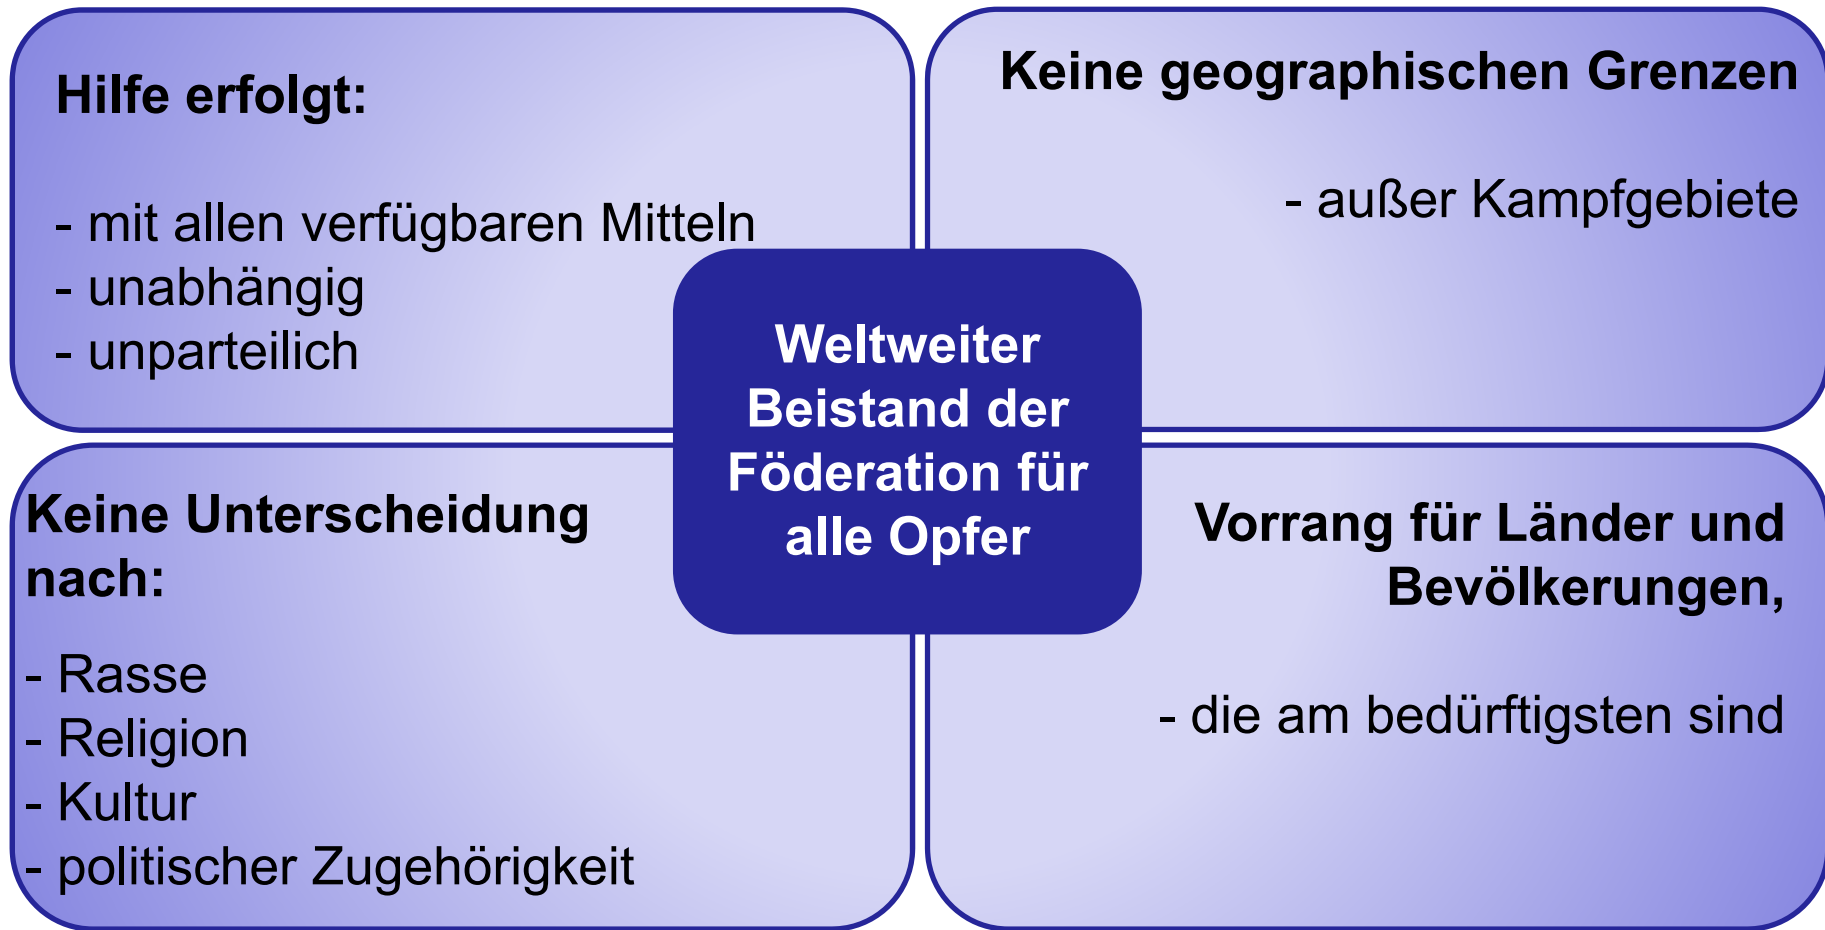 Hilfe erfolgt:
- mit allen verfügbaren Mitteln
- unabhängig
- unparteilich
Keine geographischen Grenzen
- außer Kampfgebiete
Weltweiter
Beistand der
Föderation für
alle Opfer
Keine Unterscheidung
nach:
- Rasse
- Religion
- Kultur
- politischer Zugehörigkeit
Vorrang für Länder und
Bevölkerungen,
- die am bedürftigsten sind